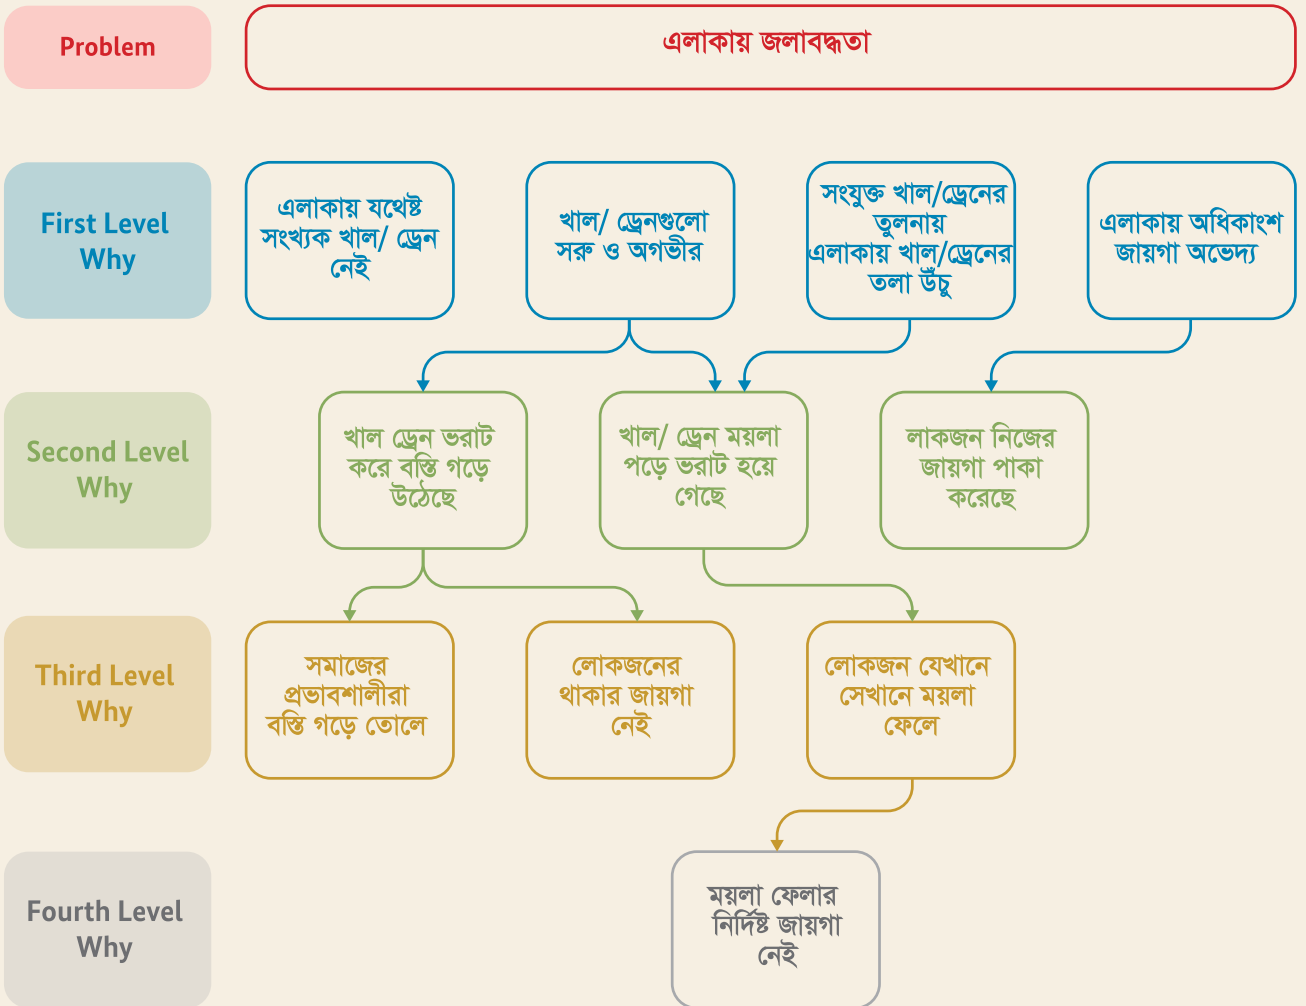 Problem
এলাকায় জলাবদ্ধতা
First Level
Why
এলাকায় যথেষ্ট
সংখ্যক খাল/ ড্রেন
নেই
খাল/ ড্রেনগুলো
সরু ও অগভীর
সংযুক্ত খাল/ড্রেনের
তুলনায়
এলাকায় খাল/ড্রেনের
তলা উঁচু
এলাকায় অধিকাংশ
জায়গা অভেদ্য
Second Level
Why
খাল ড্রেন ভরাট
করে বস্তি গড়ে
উঠেছে
খাল/ ড্রেন ময়লা
পড়ে ভরাট হয়ে
গেছে
লাকজন নিজের
জায়গা পাকা
করেছে
Third Level
Why
সমাজের
প্রভাবশালীরা
বস্তি গড়ে তোলে
লোকজনের
থাকার জায়গা
নেই
লোকজন যেখানে
সেখানে ময়লা
ফেলে
Fourth Level
Why
ময়লা ফেলার
নির্দিষ্ট জায়গা
নেই